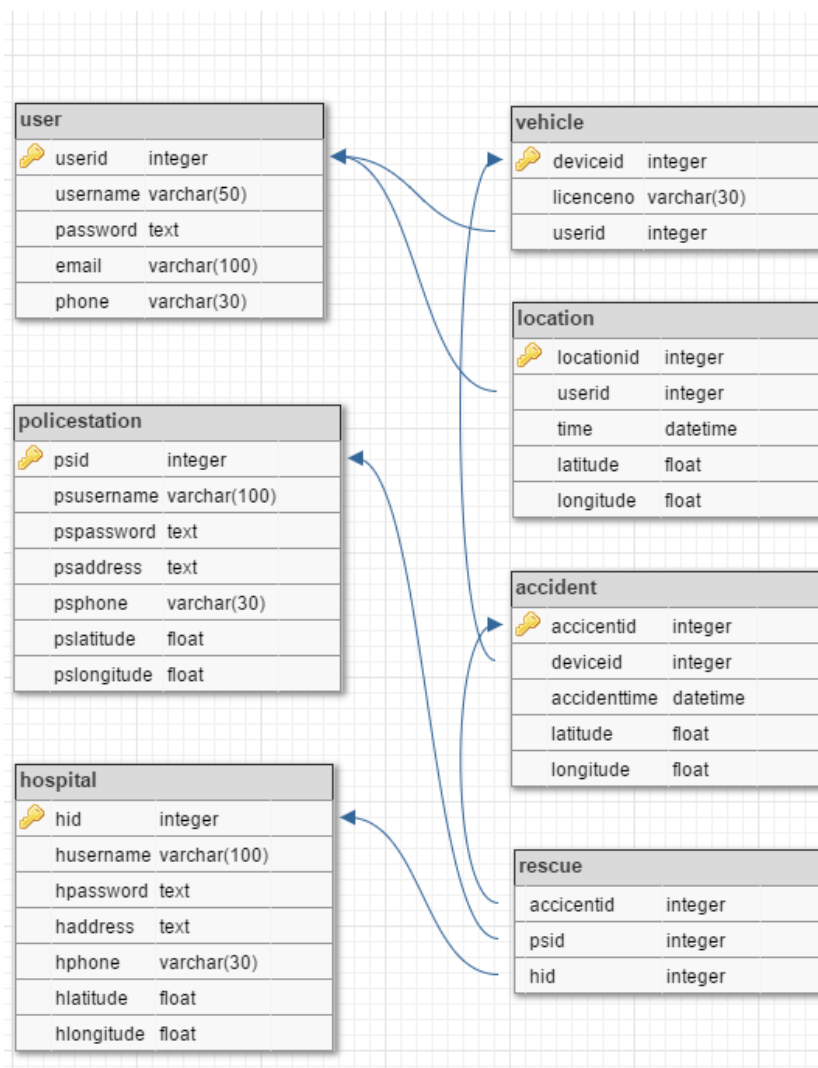 user
userid integer
username varchar(50)
password text
email varchar(100)
phone varchar(30)
policestation
psid integer
psusername varchar(100)
pspassword text
psaddress text
psphone varchar(30)
pslatitude float
pslongitude float
hospital
hid integer
husername varchar(100)
hpassword text
haddress text
hphone varchar(30)
hlatitude float
hlongitude float
vehicle
deviceid integer
licenceno varchar(30)
userid integer
location
locationid integer
userid integer
time datetime
latitude float
longitude float
accident
accicentid integer
deviceid integer
accidenttime datetime
latitude float
longitude float
rescue
accicentid integer
psid integer
hid integer